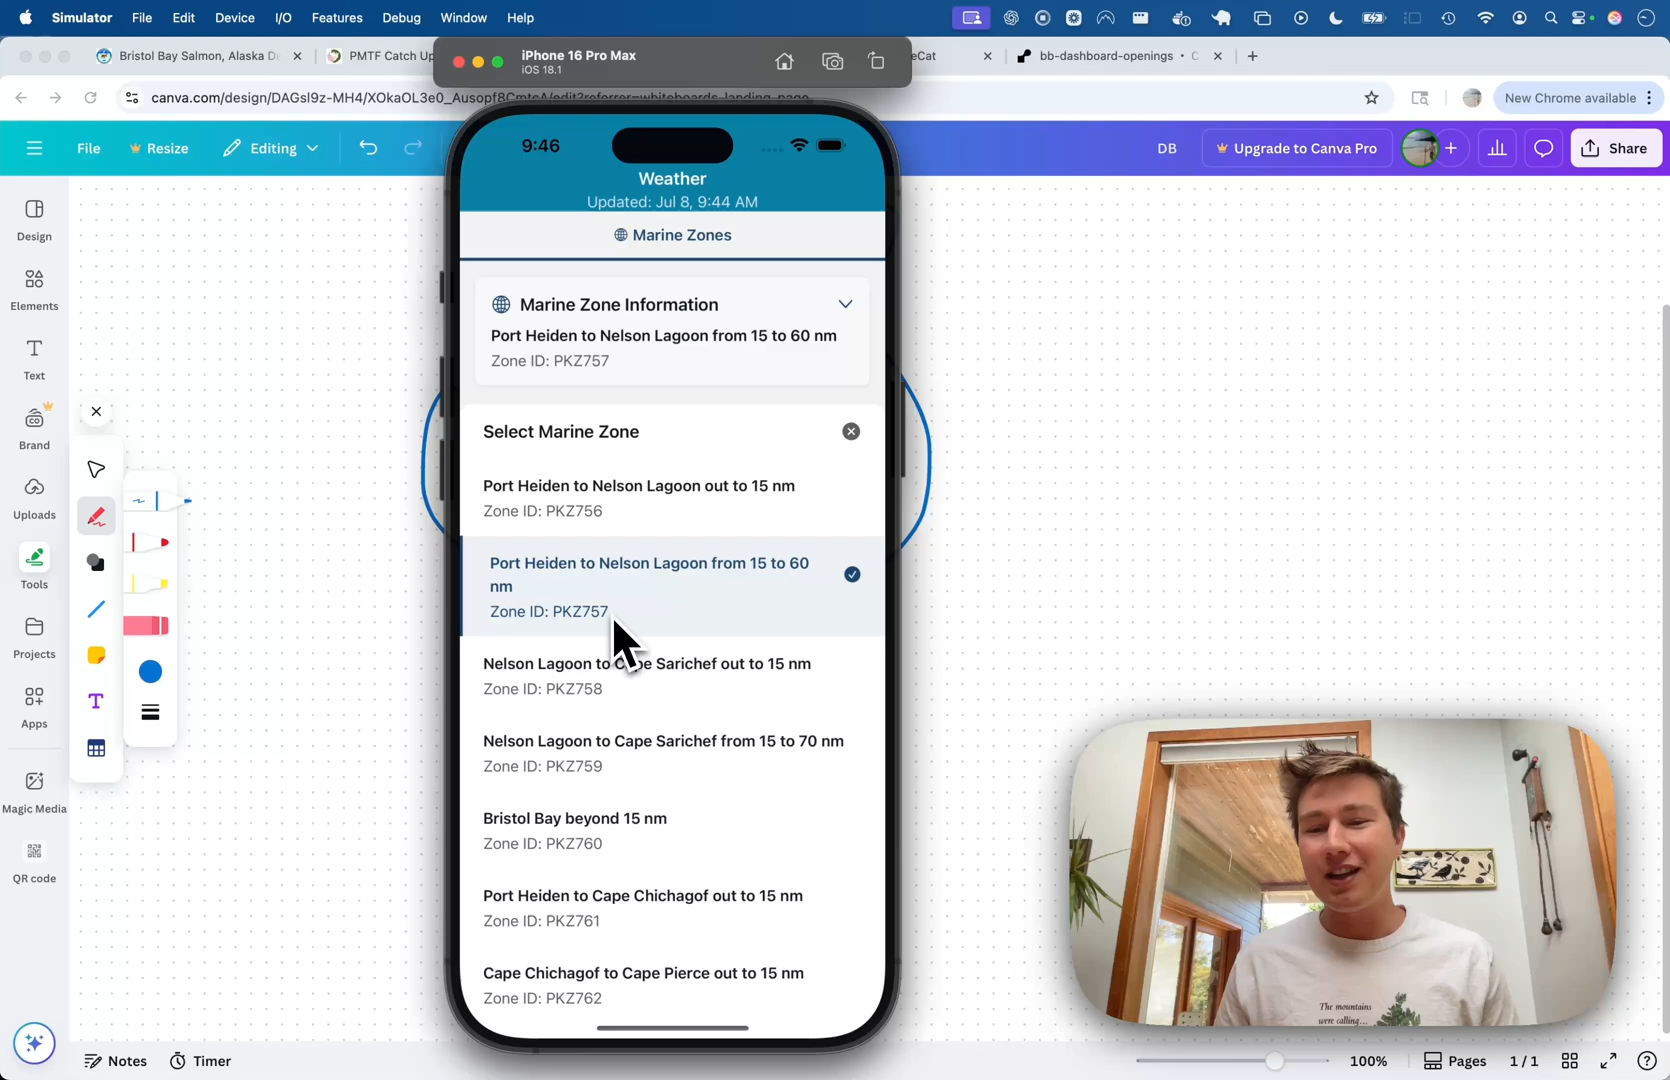 Simulator File Edit Device I/O Features Debug Window Help
Bristol Bay Salmon, Alaska D
PMTF Catch Up
iPhone 16 Pro Max
iOS 18.1
eCat
bb-dashboard-openings • C
canva.com/design/DAGsI9z-MH4/XOkaOL3e0_Ausopf8CmtsA/edit?referrer=whiteboards-landing-page
New Chrome available
File
Resize
Editing
DB
Upgrade to Canva Pro
Share
Design
Elements
Text
Brand
Uploads
Tools
Projects
Apps
Magic Media
QR code
9:46
Weather
Updated: Jul 8, 9:44 AM
Marine Zones
Marine Zone Information
Port Heiden to Nelson Lagoon from 15 to 60 nm
Zone ID: PKZ757
Select Marine Zone
Port Heiden to Nelson Lagoon out to 15 nm
Zone ID: PKZ756
Port Heiden to Nelson Lagoon from 15 to 60
nm
Zone ID: PKZ757
Nelson Lagoon to Cape Sarichef out to 15 nm
Zone ID: PKZ758
Nelson Lagoon to Cape Sarichef from 15 to 70 nm
Zone ID: PKZ759
Bristol Bay beyond 15 nm
Zone ID: PKZ760
Port Heiden to Cape Chichagof out to 15 nm
Zone ID: PKZ761
Cape Chichagof to Cape Pierce out to 15 nm
Zone ID: PKZ762
The mountains
were calling...
Notes
Timer
100%
Pages
1 / 1